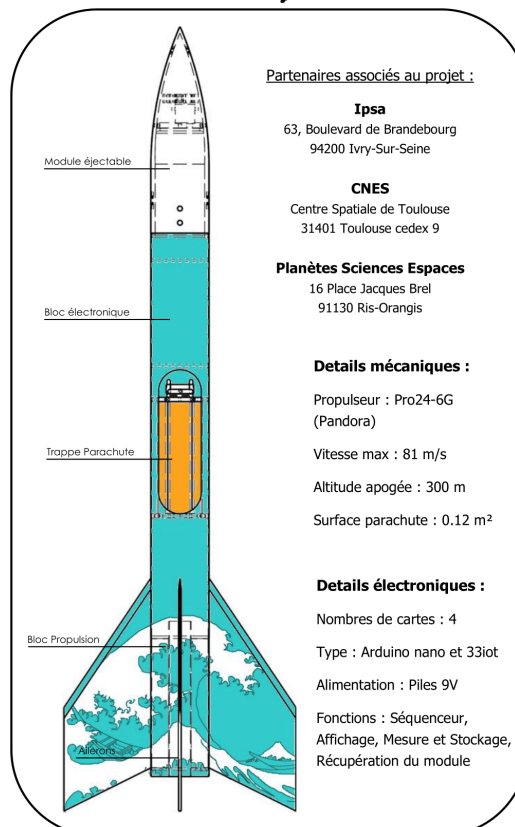 Partenaires associés au projet :
Ipsa
63, Boulevard de Brandebourg
94200 Ivry-Sur-Seine
CNES
Centre Spatiale de Toulouse
31401 Toulouse cedex 9
Planètes Sciences Espaces
16 Place Jacques Brel
91130 Ris-Orangis
Details mécaniques :
Propulseur : Pro24-6G
(Pandora)
Vitesse max : 81 m/s
Altitude apogée : 300 m
Surface parachute : 0.12 m²
Details électroniques :
Nombres de cartes : 4
Type : Arduino nano et 33iot
Alimentation : Piles 9V
Fonctions : Séquenceur,
Affichage, Mesure et Stockage,
Récupération du module
Module éjectable
Bloc électronique
Trappe Parachute
Bloc Propulsion
Ailerons